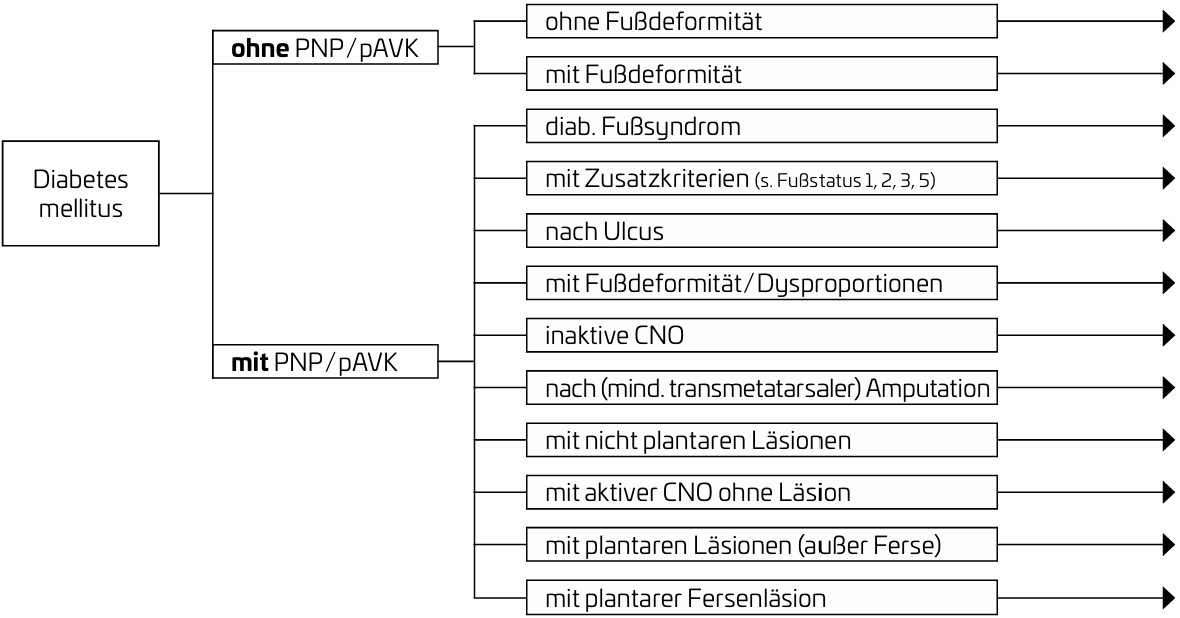 Diabetes
mellitus
ohne PNP/pAVK
ohne Fußdeformität
mit Fußdeformität
mit PNP/pAVK
diab. Fußsyndrom
mit Zusatzkriterien (s. Fußstatus 1, 2, 3, 5)
nach Ulcus
mit Fußdeformität/Dysproportionen
inaktive CNO
nach (mind. transmetatarsaler) Amputation
mit nicht plantaren Läsionen
mit aktiver CNO ohne Läsion
mit plantaren Läsionen (außer Ferse)
mit plantarer Fersenläsion